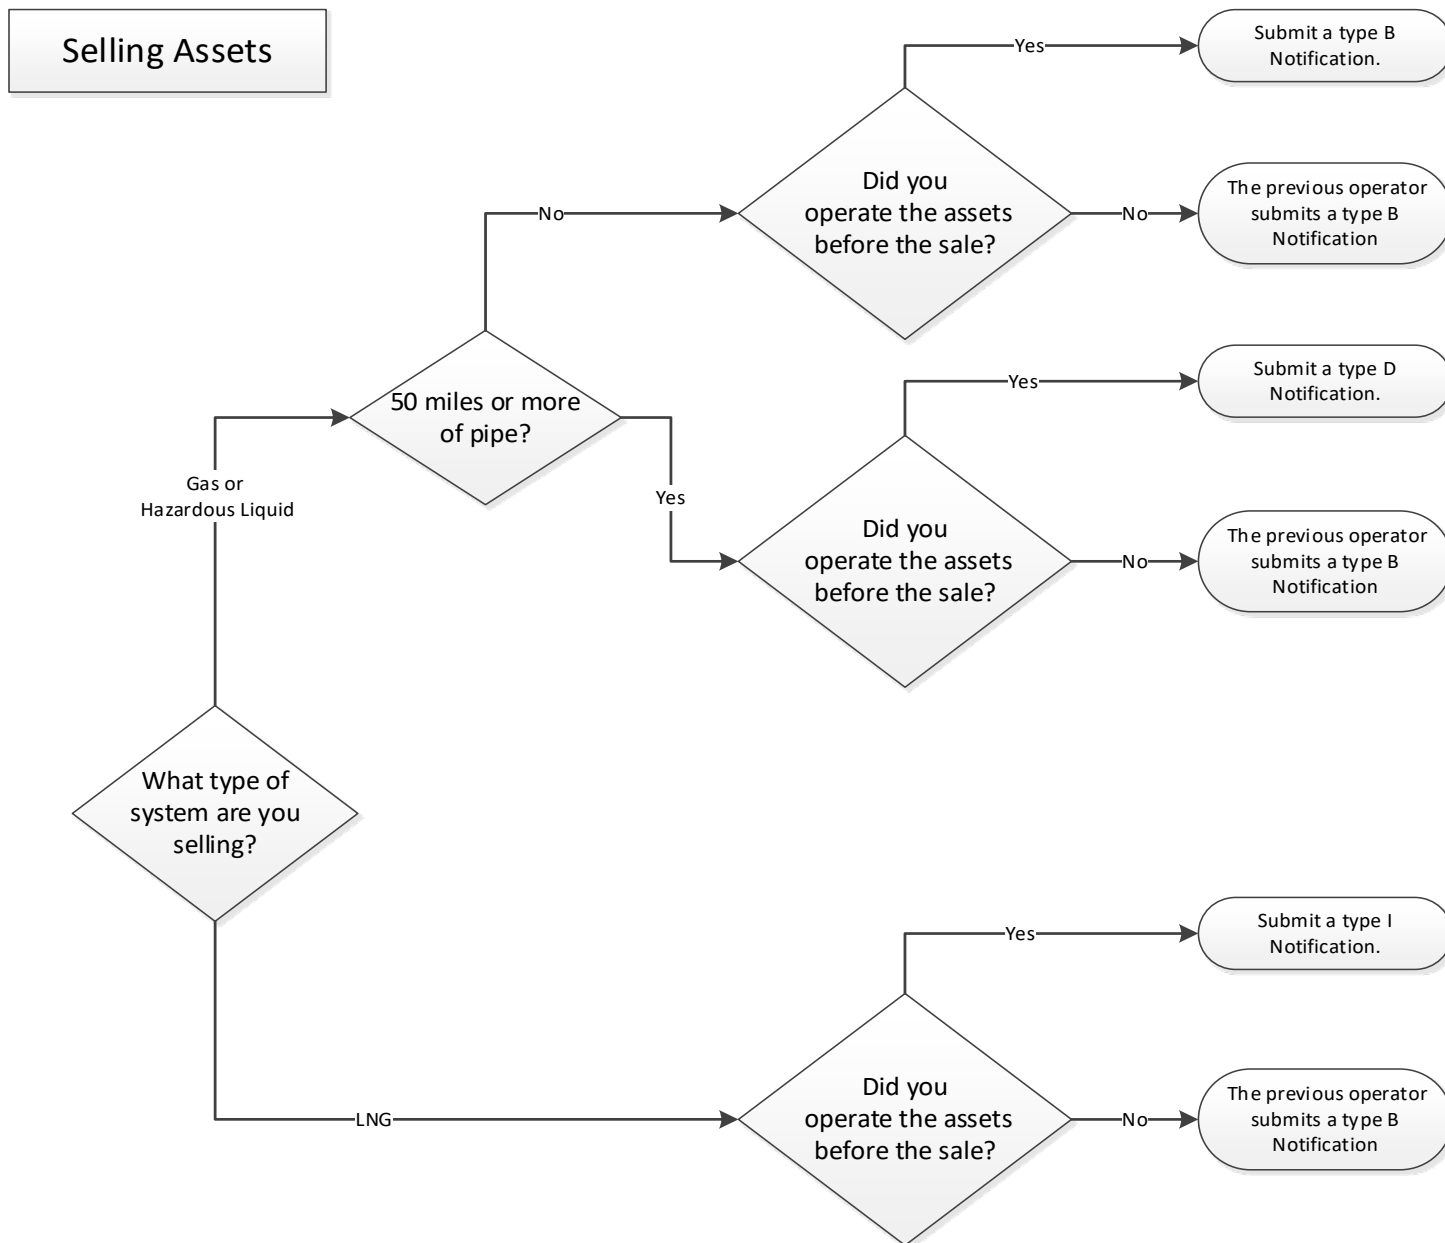 Selling Assets
Yes
Submit a type B
Notification.
Did you
operate the assets
before the sale?
No
No
The previous operator
submits a type B
Notification
50 miles or more
of pipe?
Yes
Submit a type D
Notification.
Gas or
Hazardous Liquid
Yes
Did you
operate the assets
before the sale?
No
The previous operator
submits a type B
Notification
What type of
system are you
selling?
Yes
Submit a type I
Notification.
LNG
Did you
operate the assets
before the sale?
No
The previous operator
submits a type B
Notification